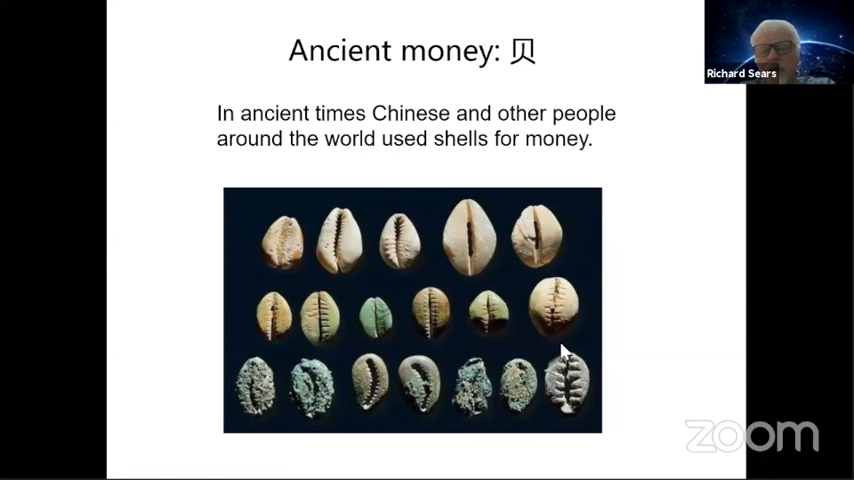 Ancient money: 贝
Richard Sears
In ancient times Chinese and other people
around the world used shells for money.
zoom